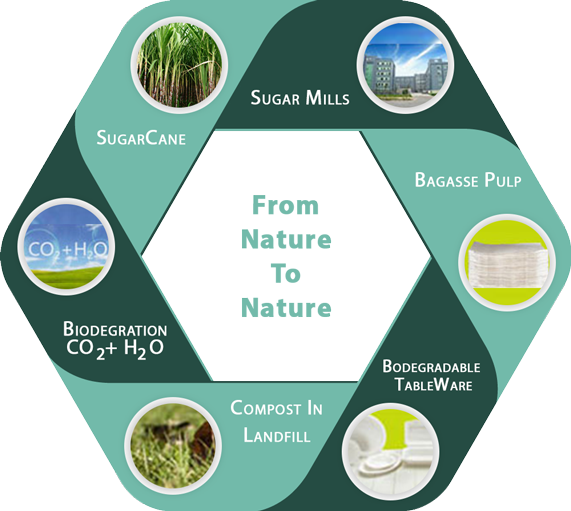 SugarCane
Sugar Mills
Bagasse Pulp
Bodegradable
TableWare
Compost In
Landfill
Biodegration
CO2+ H2O
CO2+H2O
From
Nature
To
Nature